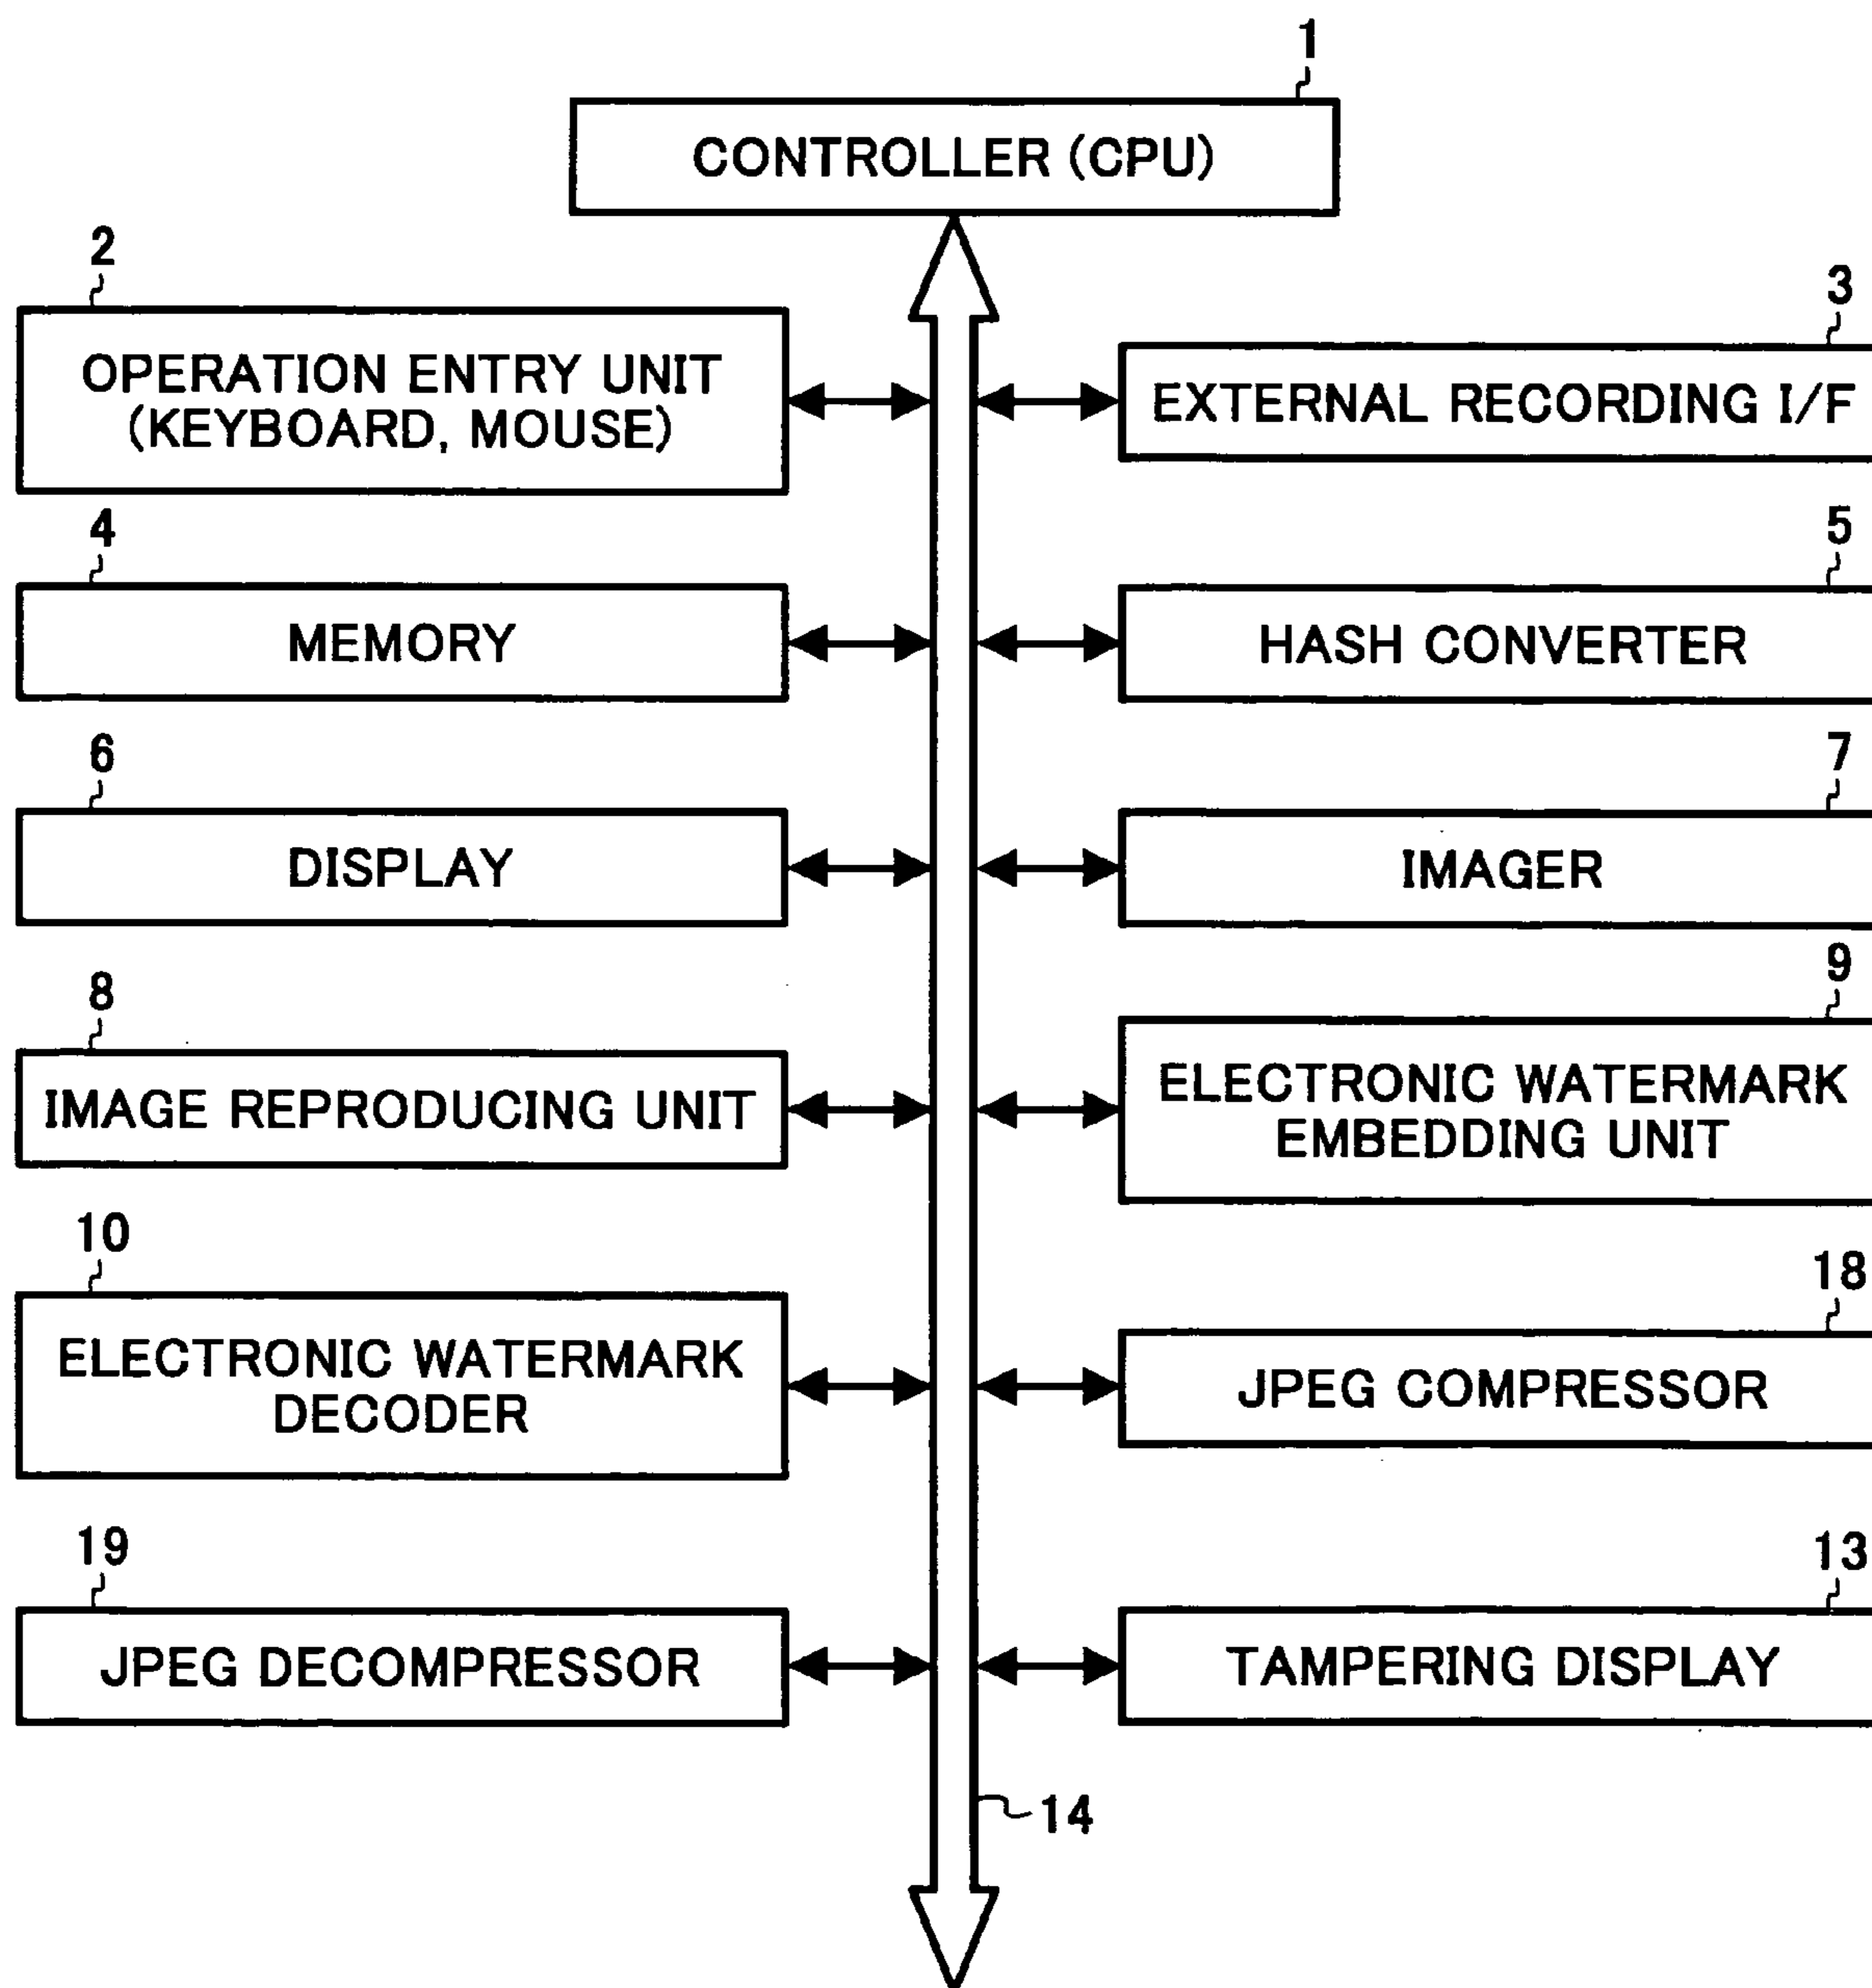 1
CONTROLLER (CPU)
2
OPERATION ENTRY UNIT
(KEYBOARD, MOUSE)
3
EXTERNAL RECORDING I/F
4
MEMORY
5
HASH CONVERTER
6
DISPLAY
7
IMAGER
8
IMAGE REPRODUCING UNIT
9
ELECTRONIC WATERMARK
EMBEDDING UNIT
10
ELECTRONIC WATERMARK
DECODER
18
JPEG COMPRESSOR
19
JPEG DECOMPRESSOR
13
TAMPERING DISPLAY
14